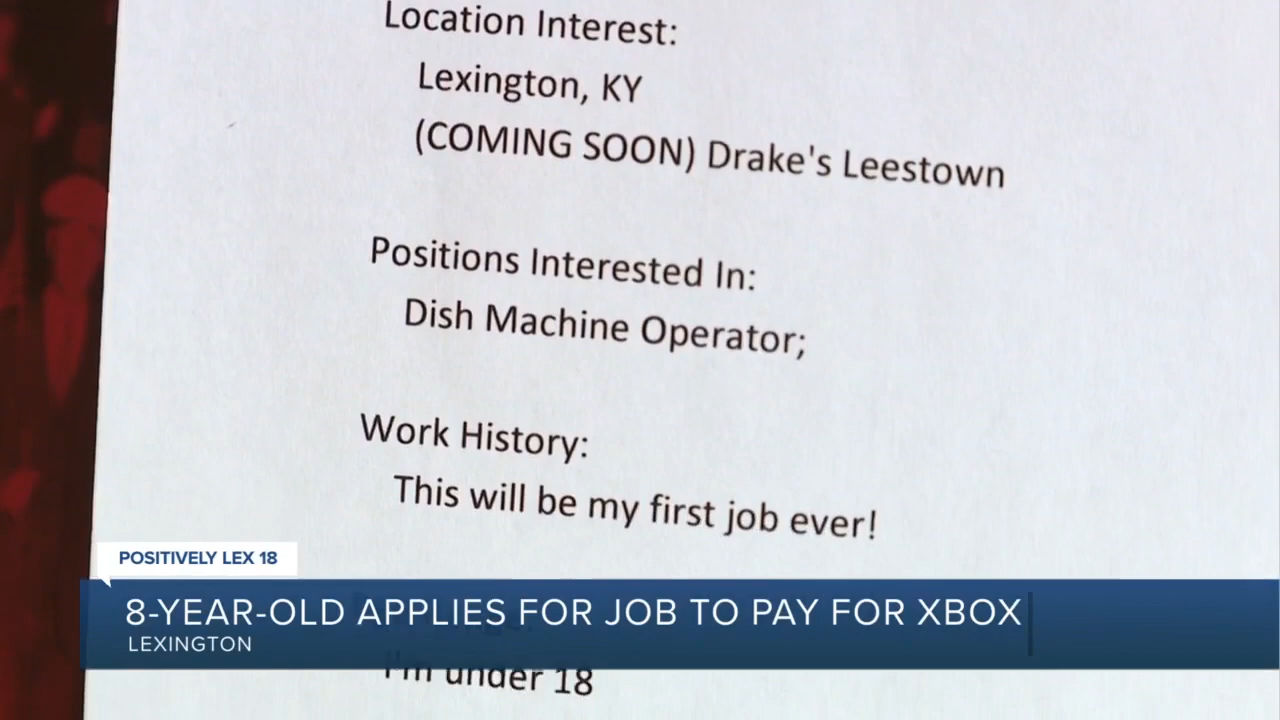 Location Interest:
Lexington, KY
(COMING SOON) Drake's Leestown
Positions Interested In:
Dish Machine Operator;
Work History:
This will be my first job ever!
POSITIVELY LEX 18
8-YEAR-OLD APPLIES FOR JOB TO PAY FOR XBOX
LEXINGTON
I'm under 18